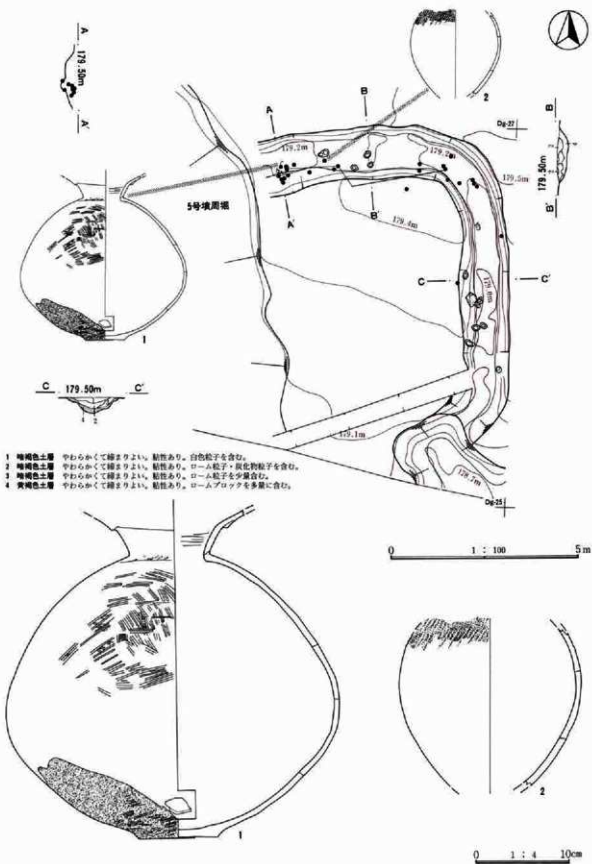 A
179.50m
A'
2
A
B
Dg-27
B
179.2m
179.2m
179.5m
179.50m
B'
5号墳周堀
A'
B'
179.4m
C
C'
1
C 179.50m C'
4 2
179.1m
Dg-25
1 暗褐色土層 やわらかくて締まりよい。粘性あり。白色粒子を含む。
2 暗褐色土層 やわらかくて締まりよい。粘性あり。ローム粒子・炭化物粒子を含む。
3 暗褐色土層 やわらかくて締まりよい。粘性あり。ローム粒子を少量含む。
4 黄褐色土層 やわらかくて締まりよい。粘性あり。ロームブロックを多量に含む。
0 1 : 100 5m
1
2
0 1 : 4 10cm